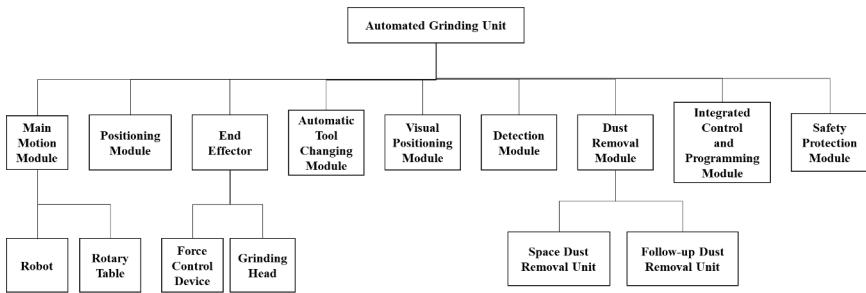 Automated Grinding Unit
Main
Motion
Module
Positioning
Module
End
Effector
Automatic
Tool
Changing
Module
Visual
Positioning
Module
Detection
Module
Dust
Removal
Module
Integrated
Control
and
Programming
Module
Safety
Protection
Module
Robot
Rotary
Table
Force
Control
Device
Grinding
Head
Space Dust
Removal Unit
Follow-up Dust
Removal Unit